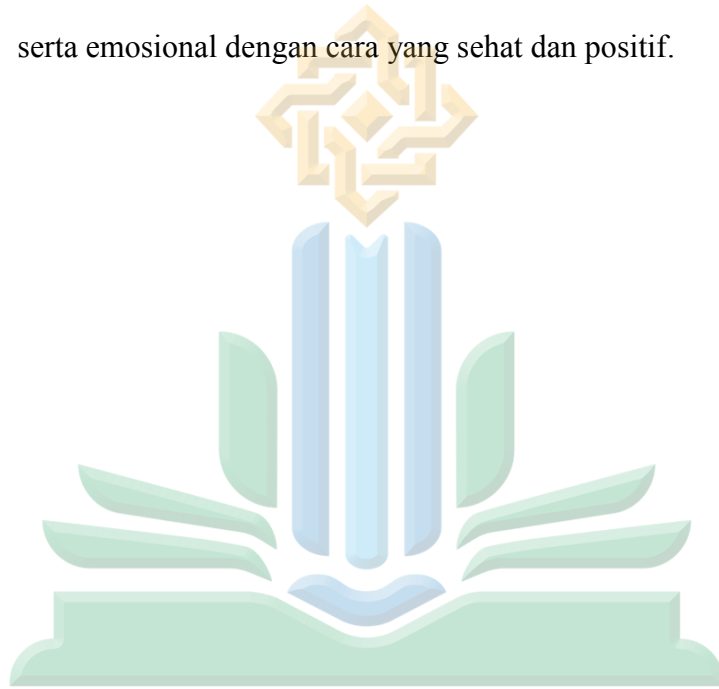 serta emosional dengan cara yang sehat dan positif.